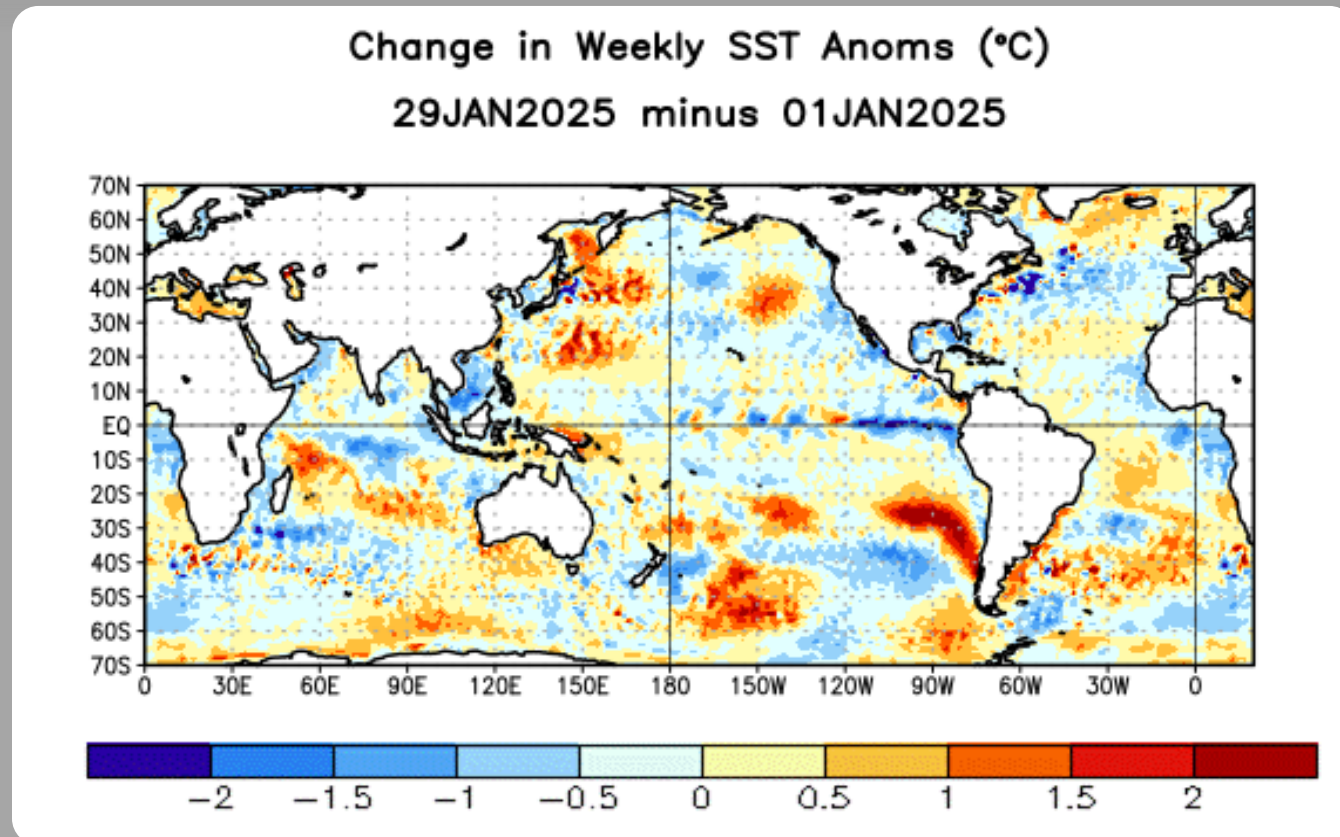 Change in Weekly SST Anoms (°C)
29JAN2025 minus 01JAN2025
70N
60N
50N
40N
30N
20N
10N
EQ
10S
20S
30S
40S
50S
60S
70S
0 30E 60E 90E 120E 150E 180 150W 120W 90W 60W 30W 0
−2 −1.5 −1 −0.5 0 0.5 1 1.5 2